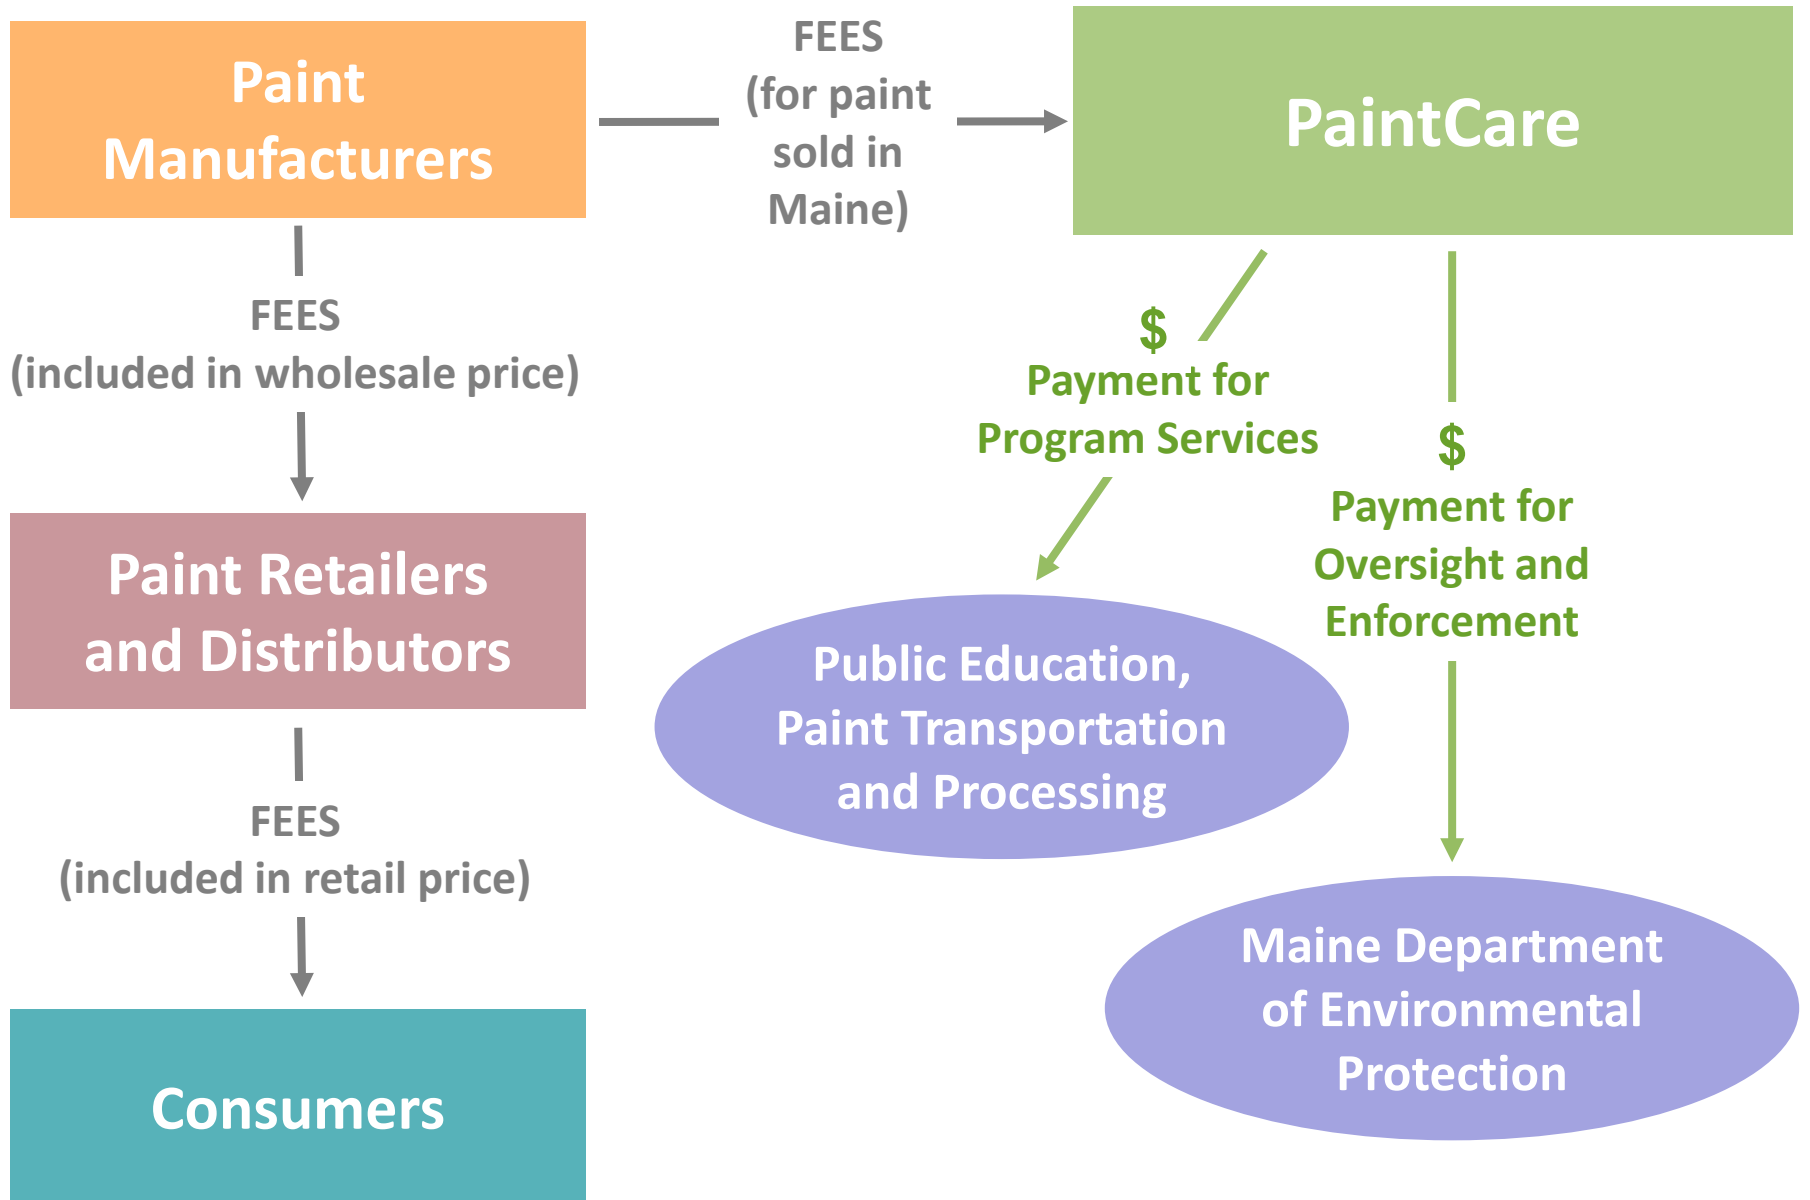 Paint
Manufacturers
FEES
(for paint
sold in
Maine)
PaintCare
FEES
(included in wholesale price)
$
Payment for
Program Services
$
Payment for
Oversight and
Enforcement
Paint Retailers
and Distributors
Public Education,
Paint Transportation
and Processing
FEES
(included in retail price)
Maine Department
of Environmental
Protection
Consumers